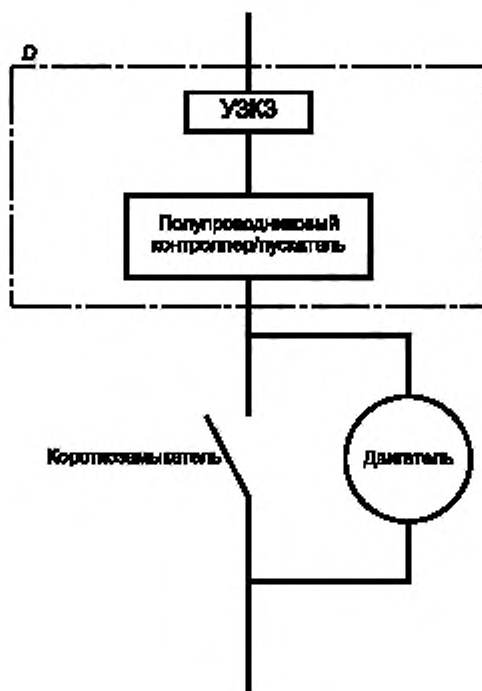 D
УЗКЗ
Полупроводниковый
контроллер/пускатель
Короткозамыкатель
Двигатель